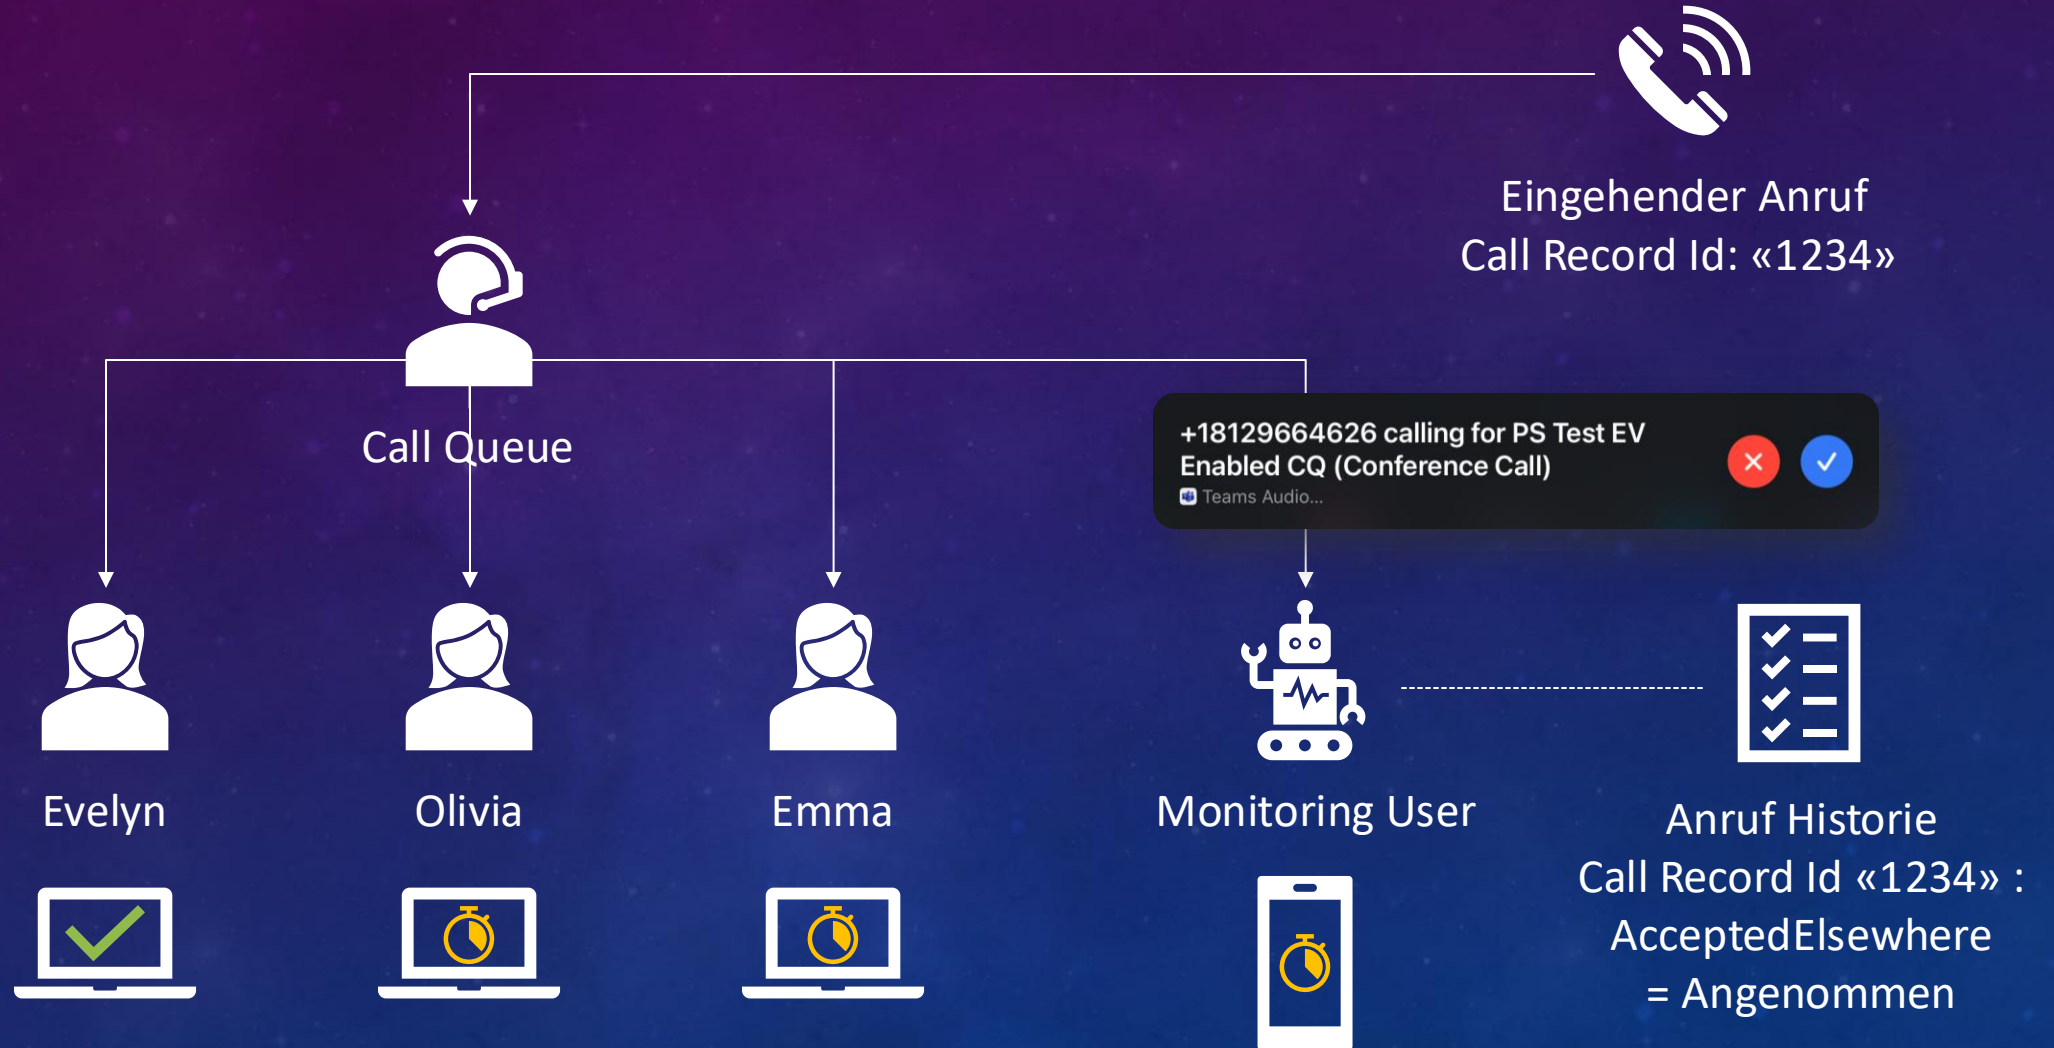 Eingehender Anruf
Call Record Id: «1234»
Call Queue
+18129664626 calling for PS Test EV
Enabled CQ (Conference Call)
Teams Audio...
Evelyn
Olivia
Emma
Monitoring User
Anruf Historie
Call Record Id «1234» :
AcceptedElsewhere
= Angenommen